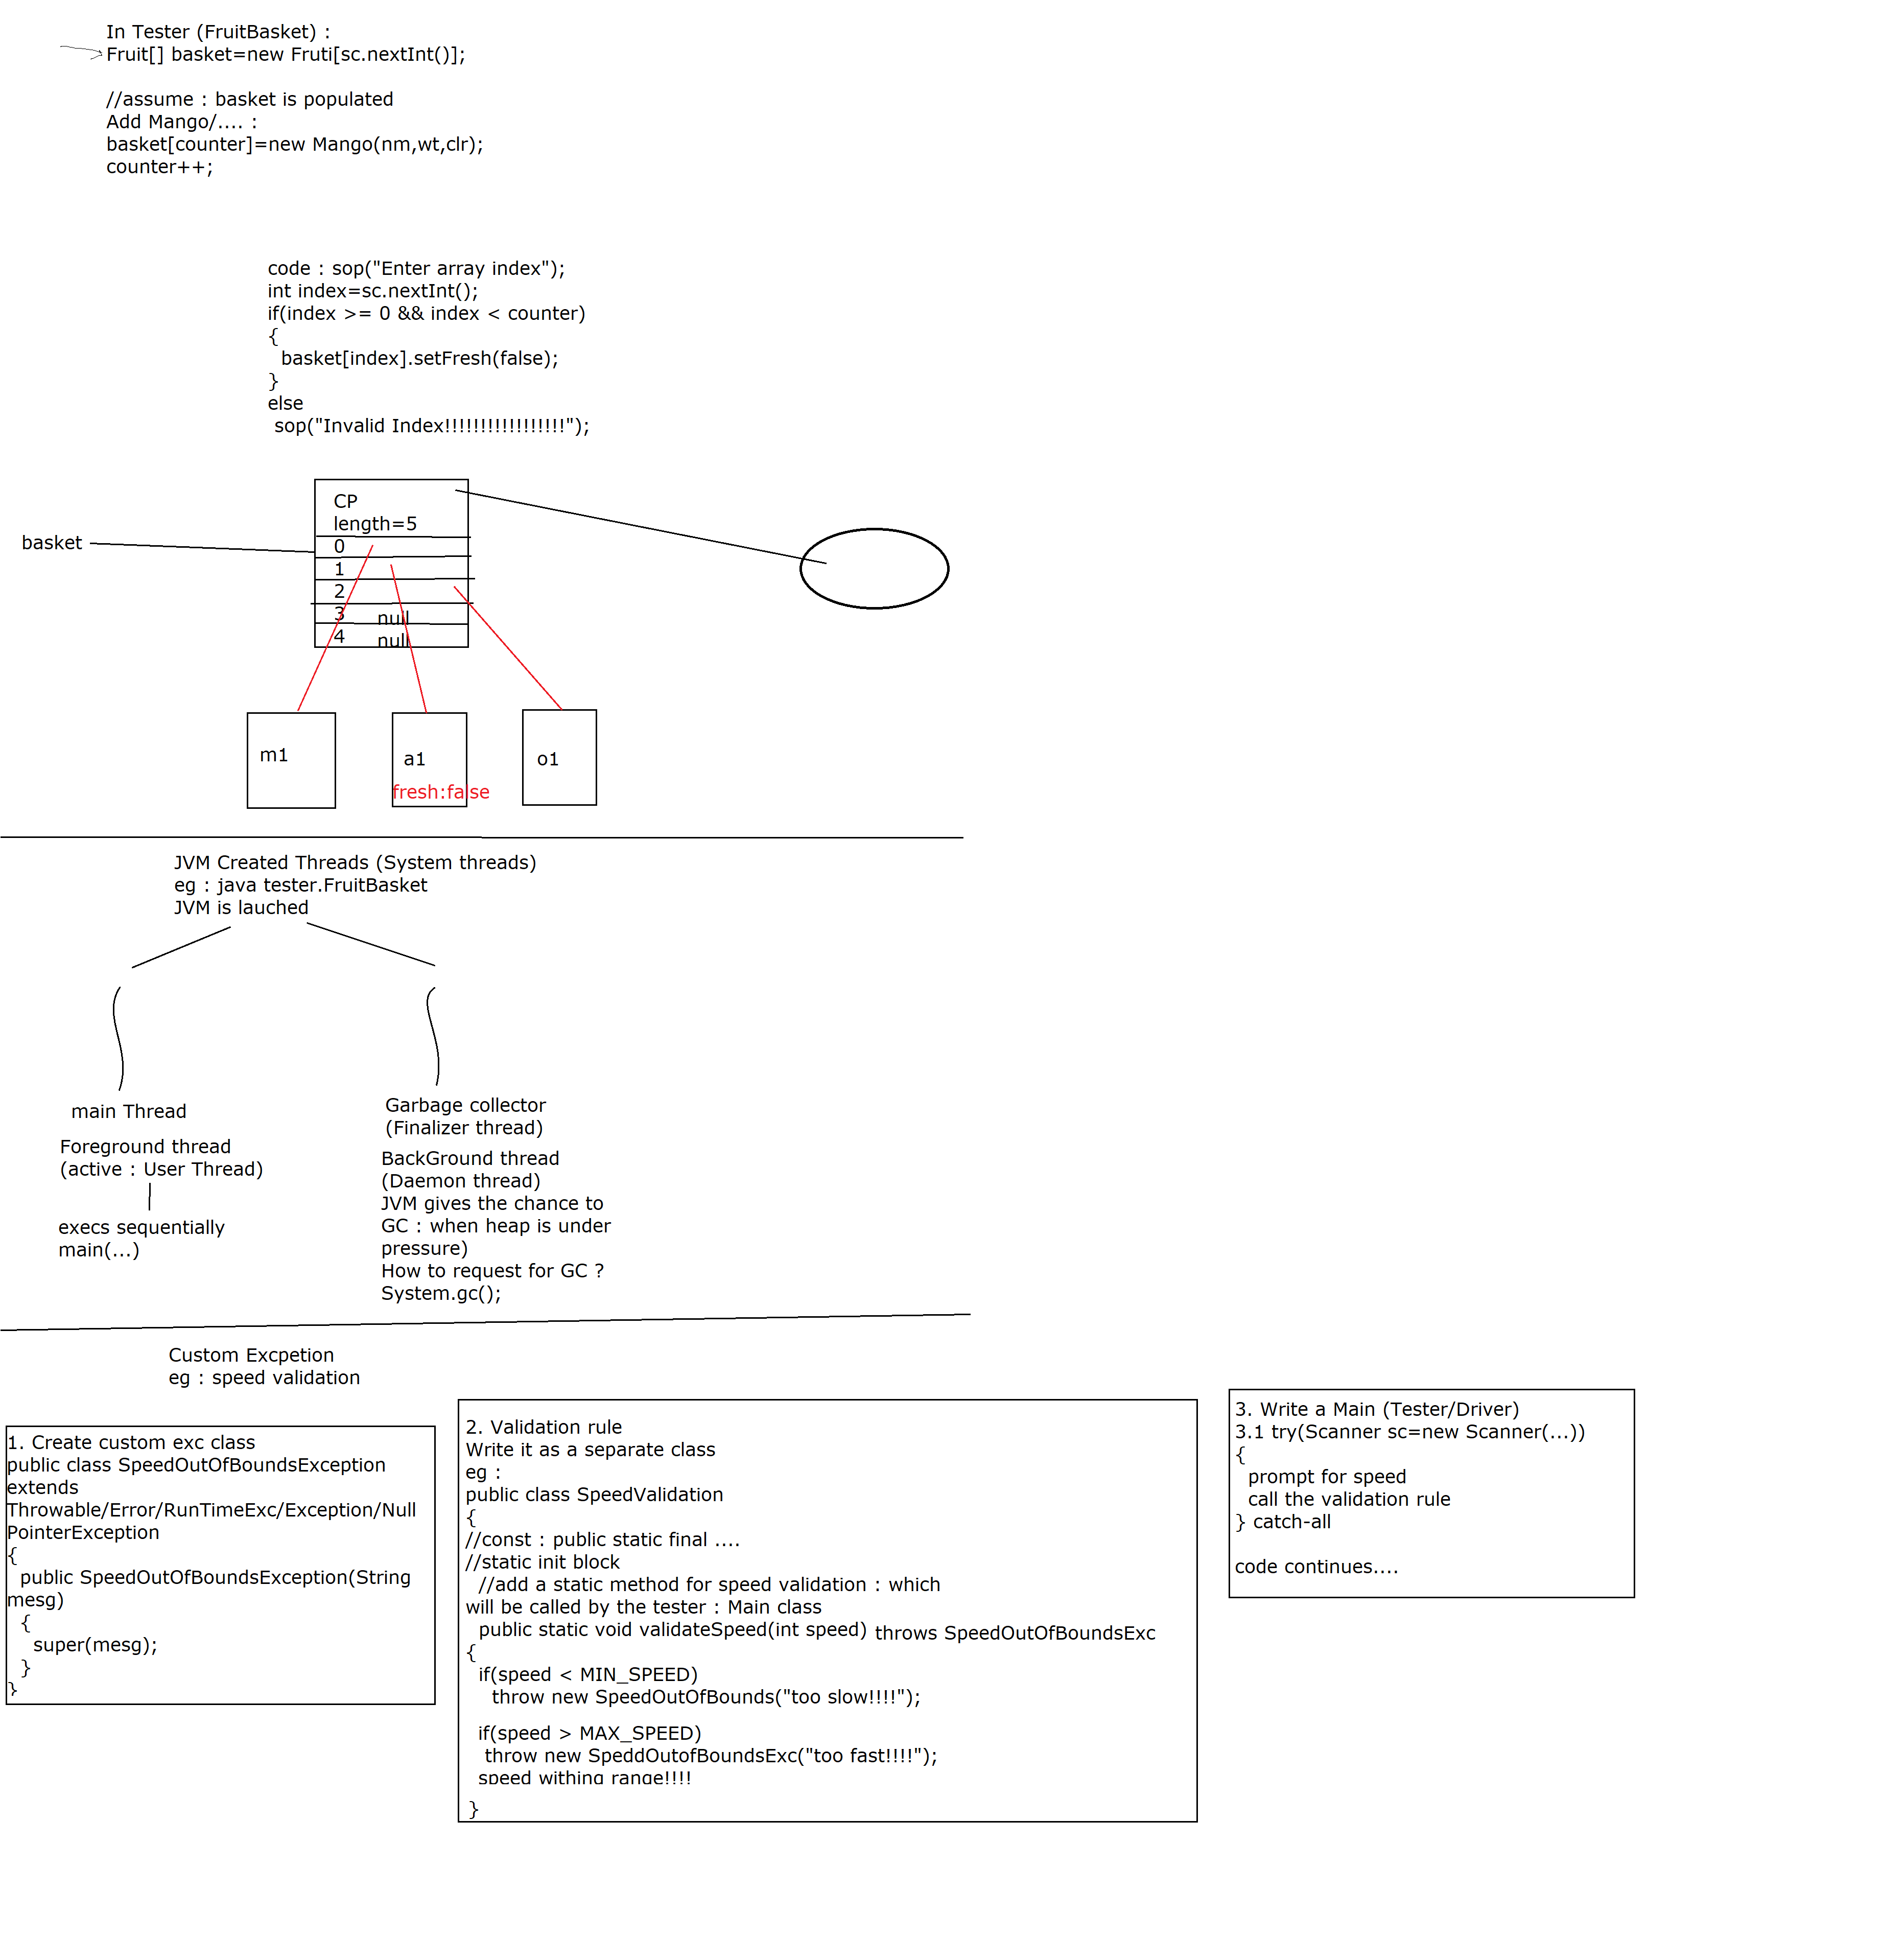 In Tester (FruitBasket) :
Fruit[] basket=new Fruti[sc.nextInt()];
//assume : basket is populated
Add Mango/.... :
basket[counter]=new Mango(nm,wt,clr);
counter++;
code : sop("Enter array index");
int index=sc.nextInt();
if(index >= 0 && index < counter)
{
basket[index].setFresh(false);
}
else
sop("Invalid Index!!!!!!!!!!!!!!!!!");
CP
length=5
basket
0
1
2
3 null
4 null
m1
a1
o1
fresh:false
JVM Created Threads (System threads)
eg : java tester.FruitBasket
JVM is lauched
main Thread
Foreground thread
(active : User Thread)
execs sequentially
main(...)
Garbage collector
(Finalizer thread)
BackGround thread
(Daemon thread)
JVM gives the chance to
GC : when heap is under
pressure)
How to request for GC ?
System.gc();
Custom Excpetion
eg : speed validation
1. Create custom exc class
public class SpeedOutOfBoundsException
extends
Throwable/Error/RunTimeExc/Exception/Null
PointerException
{
public SpeedOutOfBoundsException(String
mesg)
{
super(mesg);
}
}
2. Validation rule
Write it as a separate class
eg :
public class SpeedValidation
{
//const : public static final ....
//static init block
//add a static method for speed validation : which
will be called by the tester : Main class
public static void validateSpeed(int speed) throws SpeedOutOfBoundsExc
{
if(speed < MIN_SPEED)
throw new SpeedOutOfBounds("too slow!!!!");
if(speed > MAX_SPEED)
throw new SpeddOutofBoundsExc("too fast!!!!");
speed withing range!!!!
}
3. Write a Main (Tester/Driver)
3.1 try(Scanner sc=new Scanner(...))
{
prompt for speed
call the validation rule
} catch-all
code continues....